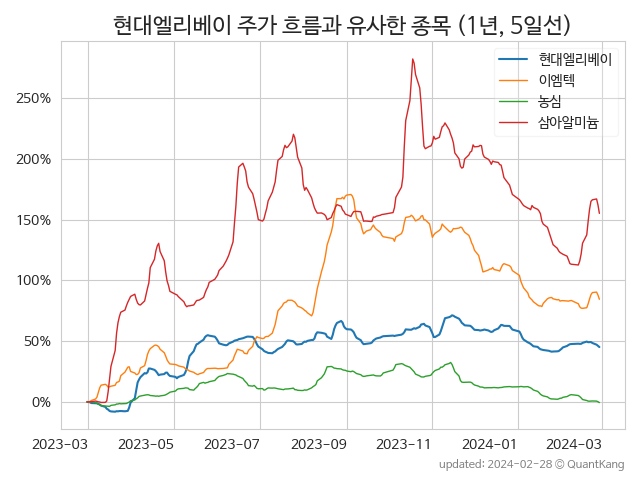 현대엘리베이 주가 흐름과 유사한 종목 (1년, 5일선)
현대엘리베이
이엠텍
농심
삼아알미늄
250%
200%
150%
100%
50%
0%
2023-03 2023-05 2023-07 2023-09 2023-11 2024-01 2024-03
updated: 2024-02-28 © QuantKang